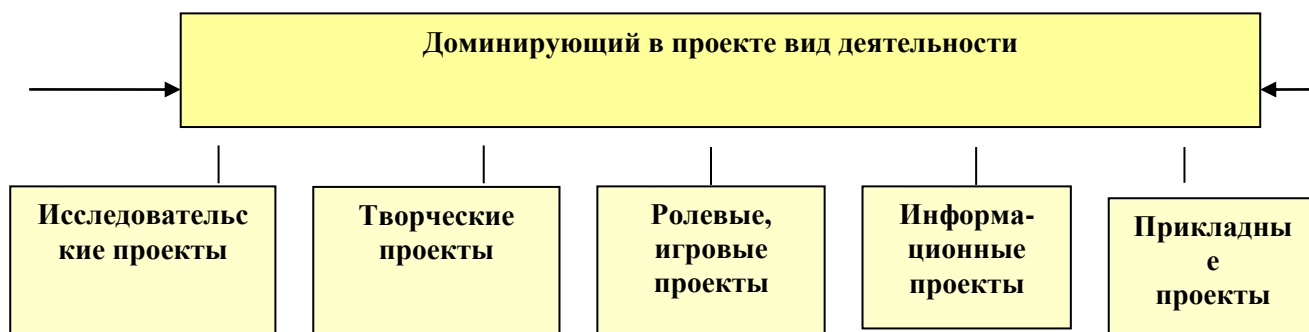 Доминирующий в проекте вид деятельности
Исследовательс
кие проекты
Творческие
проекты
Ролевые,
игровые
проекты
Информа-
ционные
проекты
Прикладны
е
проекты